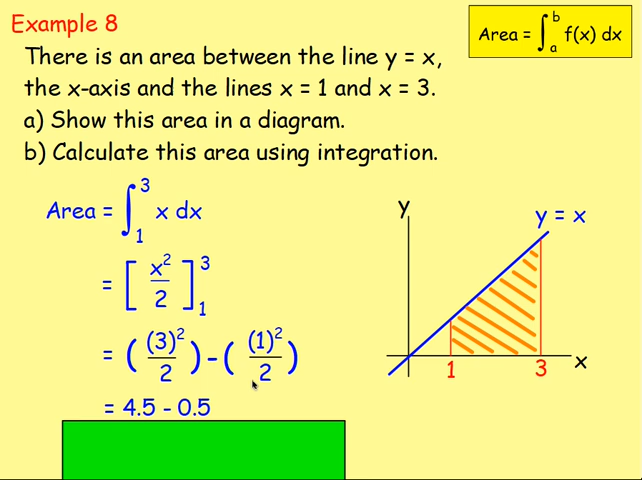 Example 8
Area = ∫ₐᵇ f(x) dx
There is an area between the line y = x,
the x-axis and the lines x = 1 and x = 3.
a) Show this area in a diagram.
b) Calculate this area using integration.
Area = ∫₁³ x dx
= [ x²/2 ]₁³
= ( (3)²/2 ) - ( (1)²/2 )
= 4.5 - 0.5
y
y = x
x
1 3